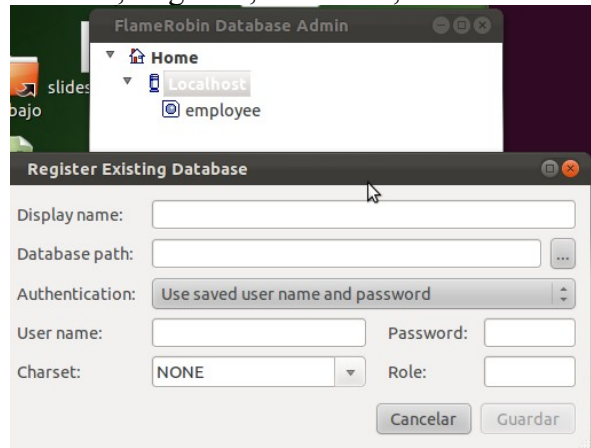 FlameRobin Database Admin
Home
slides
Localhost
bajo
employee
Register Existing Database
Display name:
Database path: ...
Authentication: Use saved user name and password
User name: Password:
Charset: NONE Role:
Cancelar Guardar